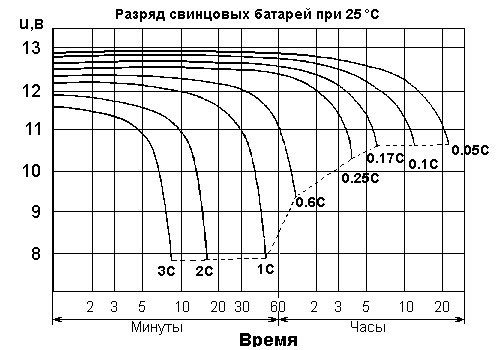 Разряд свинцовых батарей при 25 °C
U,В
13
12
11
10
9
8
3C
2C
1C
0.6C
0.25C
0.17C
0.1C
0.05C
2 3 5 10 20 30 60 2 3 5 10 20
Минуты Часы
Время